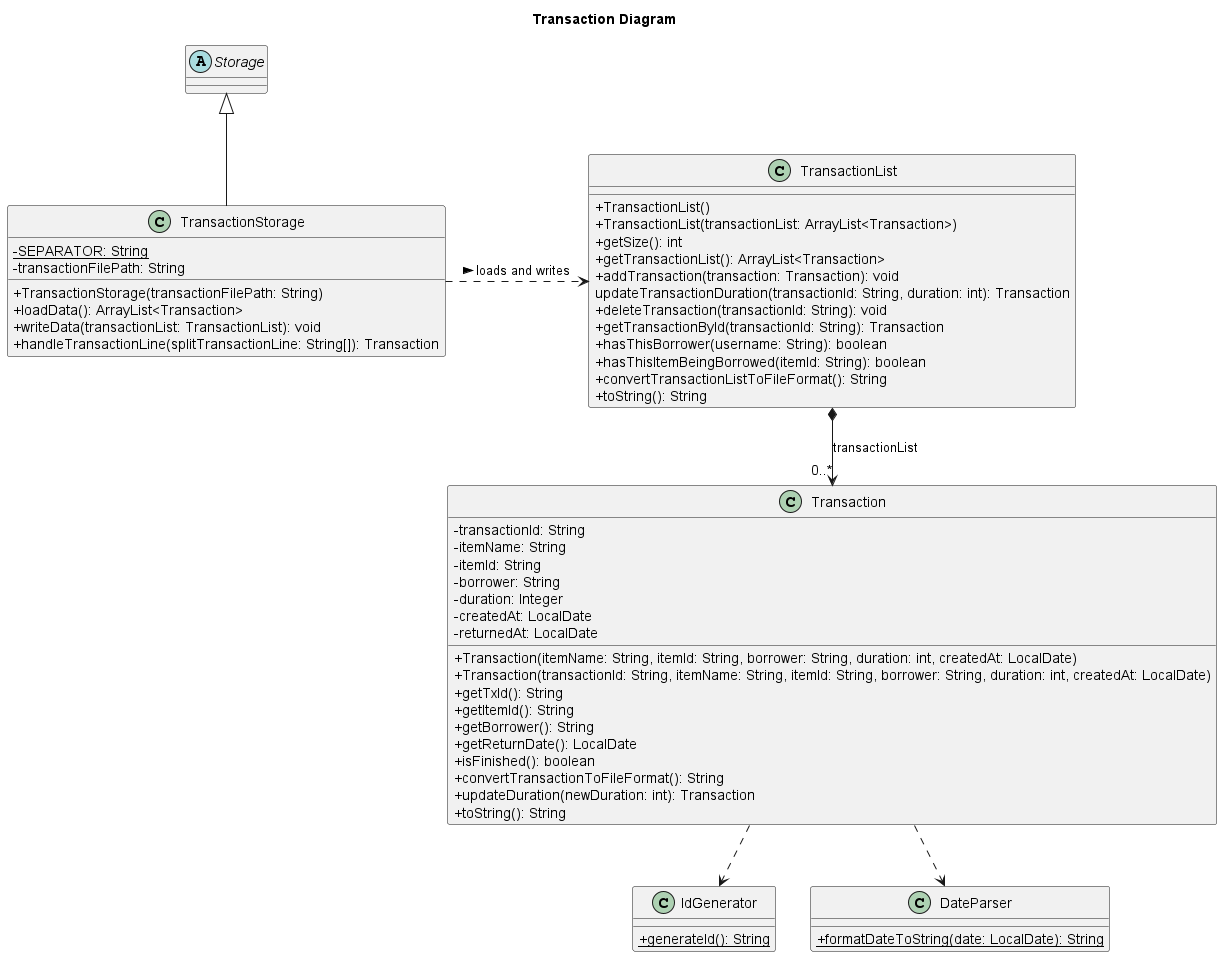 Transaction Diagram
A Storage
C TransactionStorage
-SEPARATOR: String
-transactionFilePath: String
+TransactionStorage(transactionFilePath: String)
+loadData(): ArrayList<Transaction>
+writeData(transactionList: TransactionList): void
+handleTransactionLine(splitTransactionLine: String[]): Transaction
loads and writes
C TransactionList
+TransactionList()
+TransactionList(transactionList: ArrayList<Transaction>)
+getSize(): int
+getTransactionList(): ArrayList<Transaction>
+addTransaction(transaction: Transaction): void
updateTransactionDuration(transactionId: String, duration: int): Transaction
+deleteTransaction(transactionId: String): void
+getTransactionById(transactionId: String): Transaction
+hasThisBorrower(username: String): boolean
+hasThisItemBeingBorrowed(itemId: String): boolean
+convertTransactionListToFileFormat(): String
+toString(): String
transactionList
0..*
C Transaction
-transactionId: String
-itemName: String
-itemId: String
-borrower: String
-duration: Integer
-createdAt: LocalDate
-returnedAt: LocalDate
+Transaction(itemName: String, itemId: String, borrower: String, duration: int, createdAt: LocalDate)
+Transaction(transactionId: String, itemName: String, itemId: String, borrower: String, duration: int, createdAt: LocalDate)
+getTxId(): String
+getItemId(): String
+getBorrower(): String
+getReturnDate(): LocalDate
+isFinished(): boolean
+convertTransactionToFileFormat(): String
+updateDuration(newDuration: int): Transaction
+toString(): String
C IdGenerator
+generateId(): String
C DateParser
+formatDateToString(date: LocalDate): String